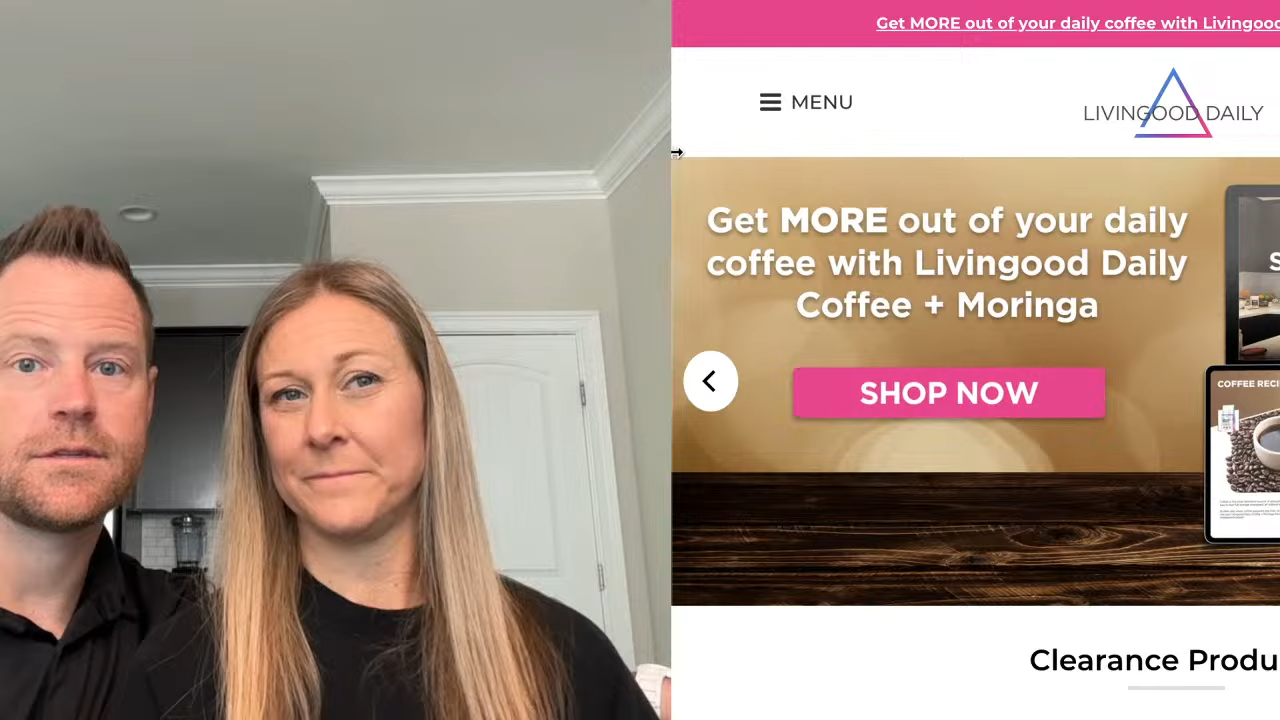 Get MORE out of your daily coffee with Livingood
MENU
LIVINGOOD DAILY
Get MORE out of your daily
coffee with Livingood Daily
Coffee + Moringa
SHOP NOW
COFFEE RECI
Clearance Produ